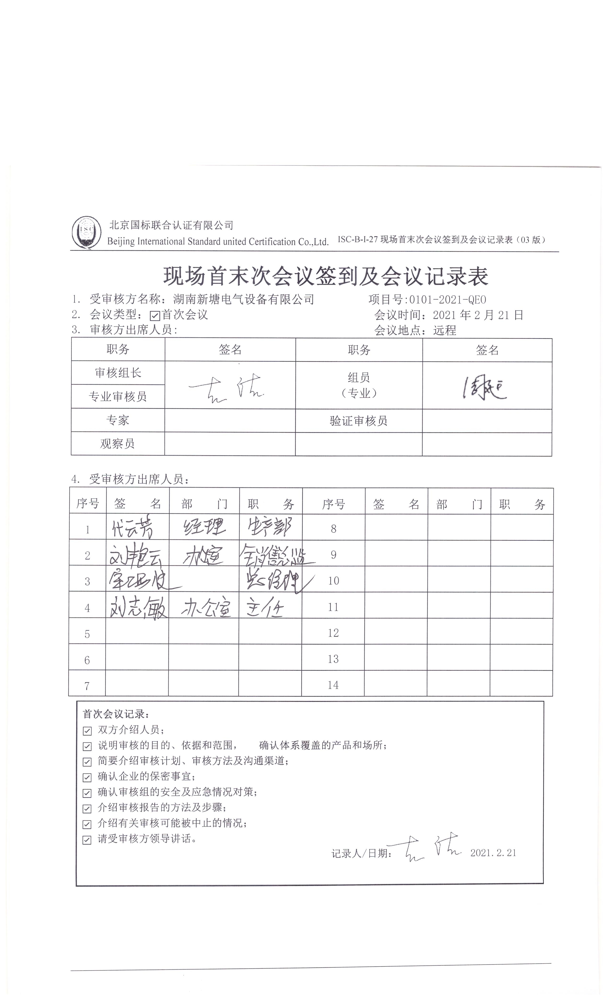 ISC
北京国标联合认证有限公司
Beijing International Standard united Certification Co.,Ltd. ISC-B-I-27 现场首末次会议签到及会议记录表（03 版）
现场首末次会议签到及会议记录表
1. 受审核方名称：湖南新塘电气设备有限公司 项目号:0101-2021-QEO
2. 会议类型：☑首次会议 会议时间：2021 年 2 月 21 日
3. 审核方出席人员： 会议地点：远程
职务 签名 职务 签名
审核组长 组员
专业审核员 （专业）
专家 验证审核员
观察员
4. 受审核方出席人员：
序号 签 名 部 门 职 务 序号 签 名 部 门 职 务
1 代云芳 经理 生产部 8
2 刘艳云 办公室 销售总监 9
3 总经理 10
4 刘志敏 办公室 主任 11
5 12
6 13
7 14
首次会议记录：
☑ 双方介绍人员；
☑ 说明审核的目的、依据和范围， 确认体系覆盖的产品和场所；
☑ 简要介绍审核计划、审核方法及沟通渠道；
☑ 确认企业的保密事宜；
☑ 确认审核组的安全及应急情况对策；
☑ 介绍审核报告的方法及步骤；
☑ 介绍有关审核可能被中止的情况；
☑ 请受审核方领导讲话。
记录人/日期： 2021.2.21